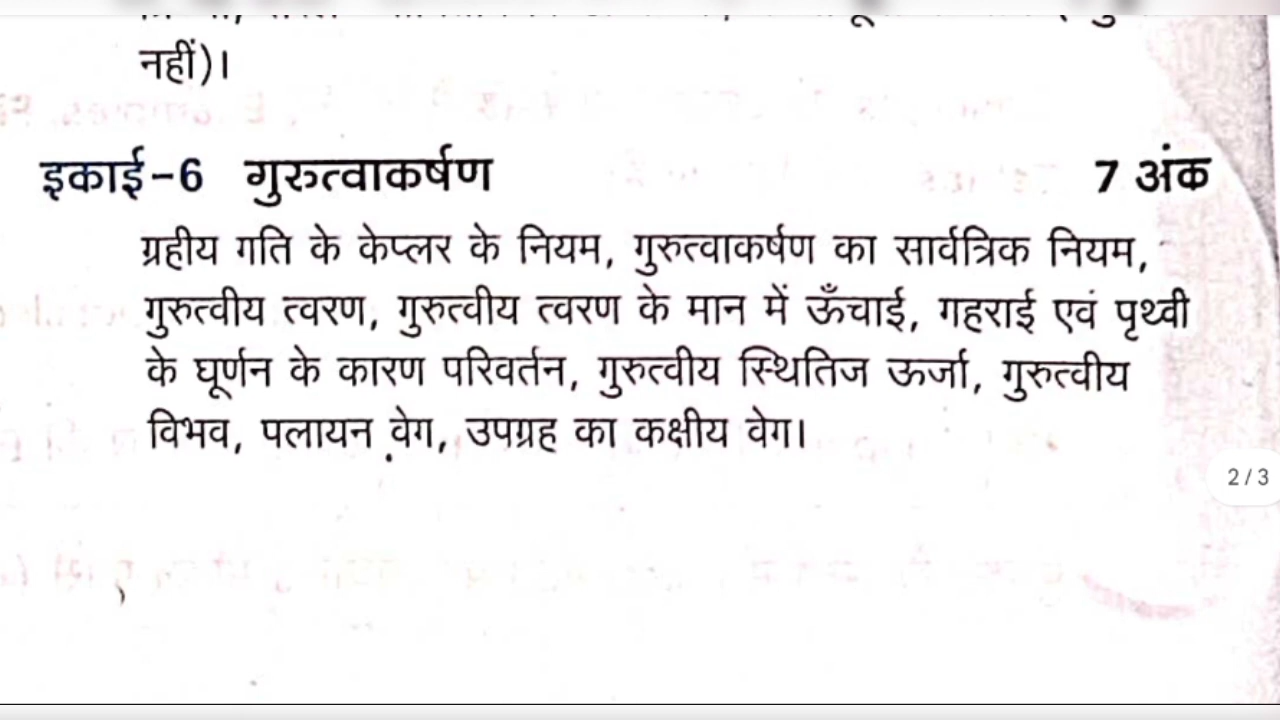 नहीं)।
इकाई-6 गुरुत्वाकर्षण 7 अंक
ग्रहीय गति के केप्लर के नियम, गुरुत्वाकर्षण का सार्वत्रिक नियम,
गुरुत्वीय त्वरण, गुरुत्वीय त्वरण के मान में ऊँचाई, गहराई एवं पृथ्वी
के घूर्णन के कारण परिवर्तन, गुरुत्वीय स्थितिज ऊर्जा, गुरुत्वीय
विभव, पलायन वेग, उपग्रह का कक्षीय वेग।
2/3